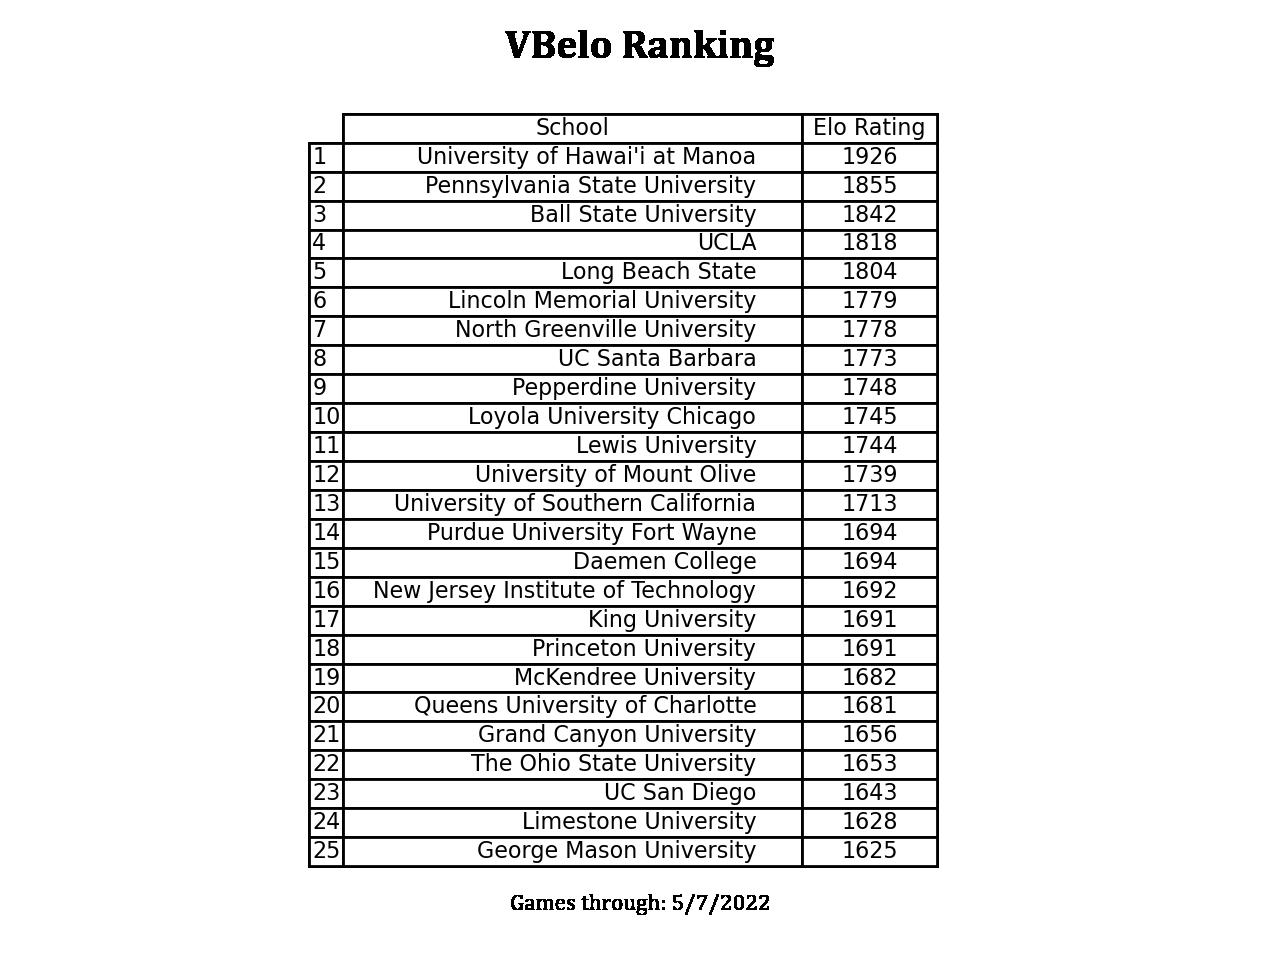 VBelo Ranking
School Elo Rating
1 University of Hawai'i at Manoa 1926
2 Pennsylvania State University 1855
3 Ball State University 1842
4 UCLA 1818
5 Long Beach State 1804
6 Lincoln Memorial University 1779
7 North Greenville University 1778
8 UC Santa Barbara 1773
9 Pepperdine University 1748
10 Loyola University Chicago 1745
11 Lewis University 1744
12 University of Mount Olive 1739
13 University of Southern California 1713
14 Purdue University Fort Wayne 1694
15 Daemen College 1694
16 New Jersey Institute of Technology 1692
17 King University 1691
18 Princeton University 1691
19 McKendree University 1682
20 Queens University of Charlotte 1681
21 Grand Canyon University 1656
22 The Ohio State University 1653
23 UC San Diego 1643
24 Limestone University 1628
25 George Mason University 1625
Games through: 5/7/2022